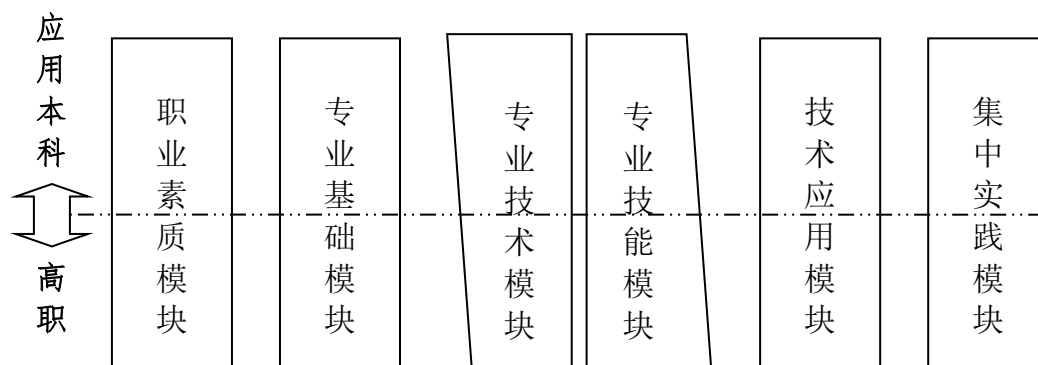 应用本科
高职
职业素质模块
专业基础模块
专业技术模块
专业技能模块
技术应用模块
集中实践模块